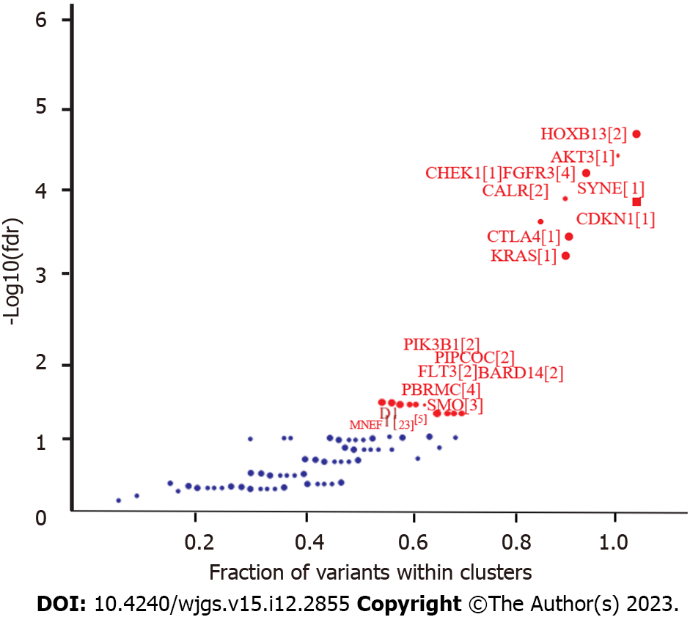 6
5
4
3
2
1
0
-Log10(fdr)
HOXB13[2]
AKT3[1]
CHEK1[1]FGFR3[4]
CALR[2]
SYNE[1]
CDKN1[1]
CTLA4[1]
KRAS[1]
PIK3B1[2]
PIPCOC[2]
FLT3[2]BARD14[2]
PBRMC[4]
SMO[3]
MNEF1[23][5]
0.2 0.4 0.6 0.8 1.0
Fraction of variants within clusters
DOI: 10.4240/wjgs.v15.i12.2855 Copyright ©The Author(s) 2023.